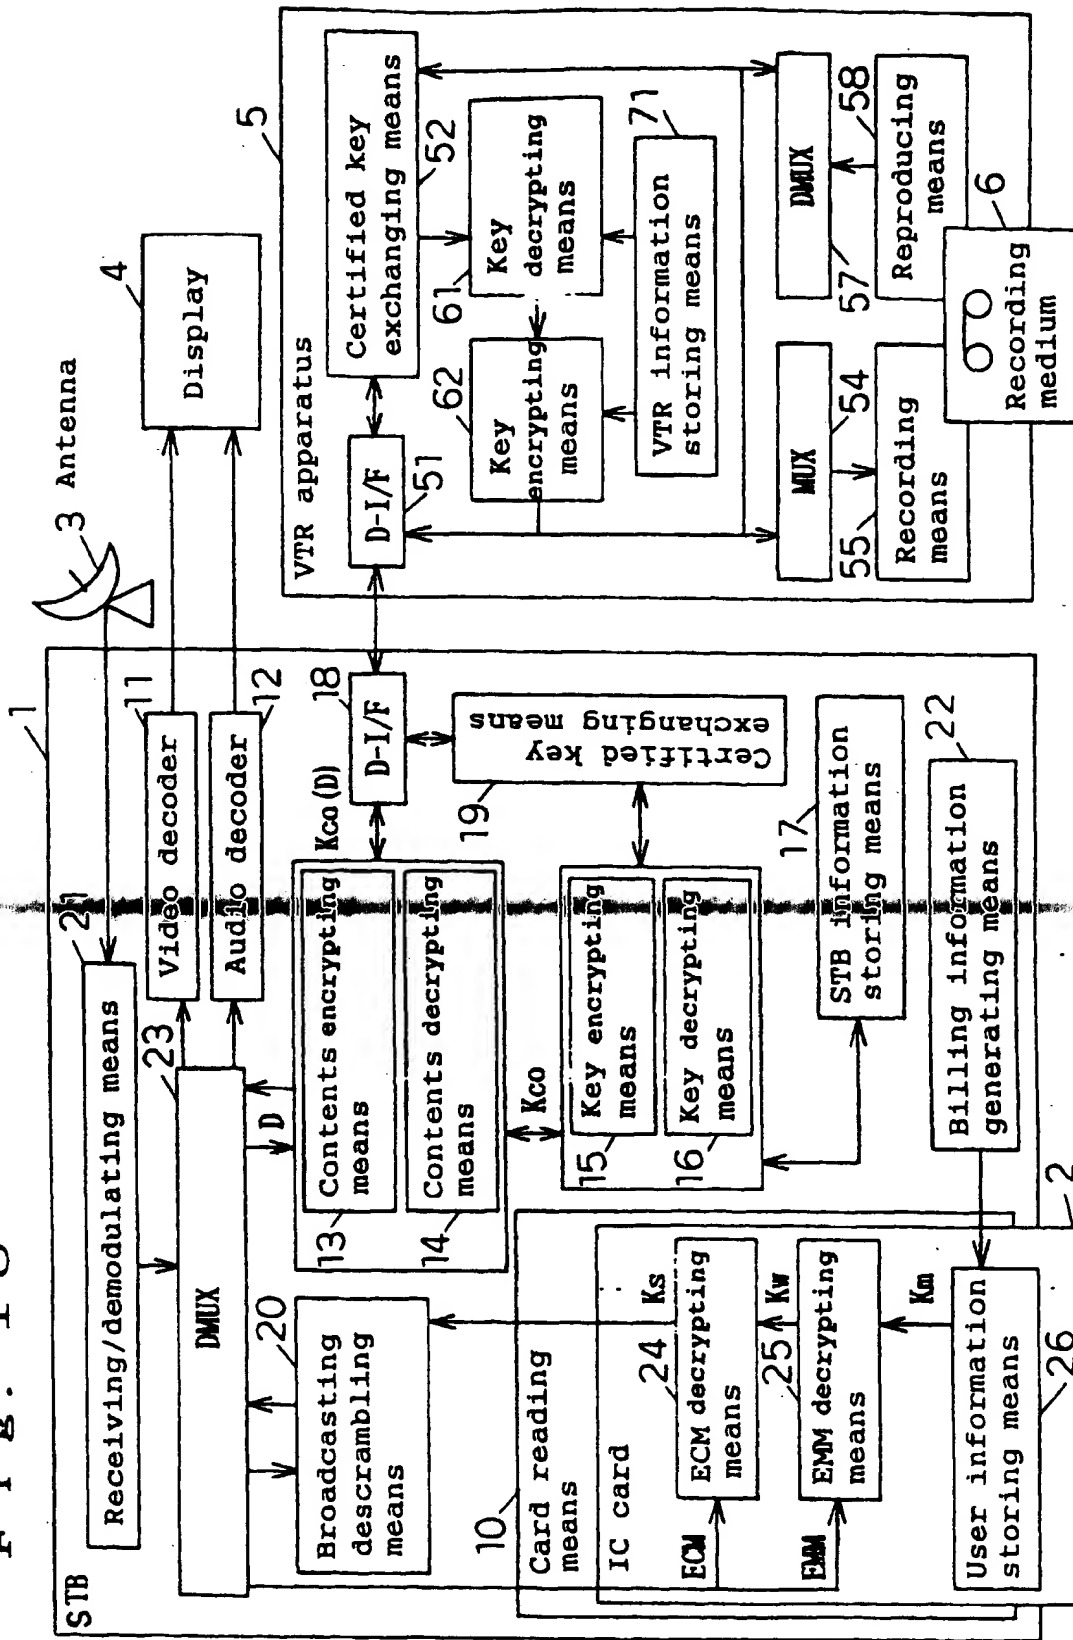 Fig. 18
STB
1
Receiving/demodulating means
21
3
Antenna
DMUX
23
Video decoder
11
Audio decoder
12
Display
4
D
Broadcasting
descrambling
means
20
Contents encrypting
means
13
Contents decrypting
means
14
Kco(D)
D-I/F
18
Certified key
exchanging means
19
Kco
Key encrypting
means
15
Key decrypting
means
16
STB information
storing means
17
Billing information
generating means
22
10
Card reading
means
IC card
2
ECM
ECM decrypting
means
24
Ks
EMM
EMM decrypting
means
25
Kw
Km
User information
storing means
26
VTR apparatus
5
D-I/F
51
Certified key
exchanging means
52
Key
encrypting
means
62
Key
decrypting
means
61
VTR information
storing means
71
MUX
54
DMUX
57
Recording
means
55
Reproducing
means
58
Recording
medium
6